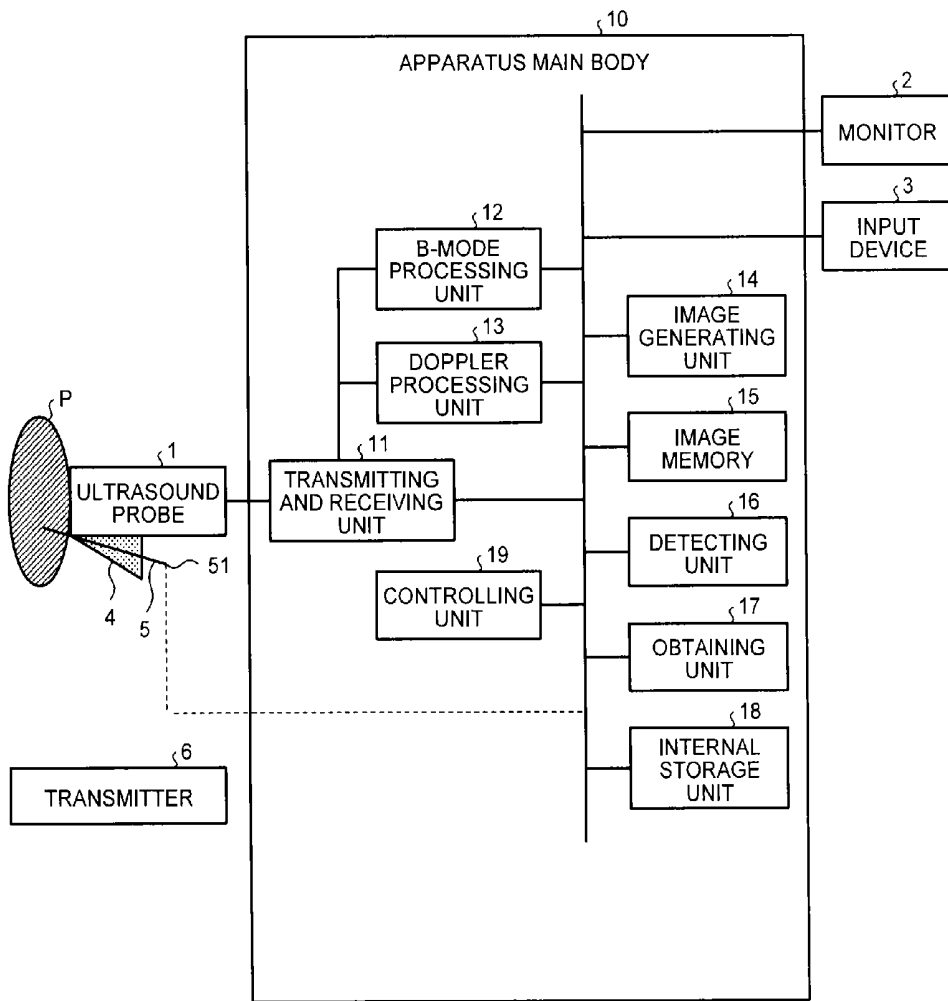 10
APPARATUS MAIN BODY
2
MONITOR
3
INPUT
DEVICE
12
B-MODE
PROCESSING
UNIT
14
IMAGE
GENERATING
UNIT
13
DOPPLER
PROCESSING
UNIT
P
15
IMAGE
MEMORY
1
ULTRASOUND
PROBE
11
TRANSMITTING
AND RECEIVING
UNIT
16
DETECTING
UNIT
51
4
5
19
CONTROLLING
UNIT
17
OBTAINING
UNIT
18
INTERNAL
STORAGE
UNIT
6
TRANSMITTER